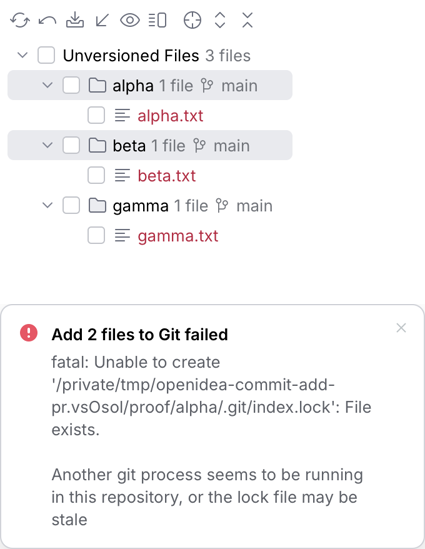 Unversioned Files 3 files
alpha 1 file main
alpha.txt
beta 1 file main
beta.txt
gamma 1 file main
gamma.txt
Add 2 files to Git failed
fatal: Unable to create
'/private/tmp/openidea-commit-add-
pr.vsOsol/proof/alpha/.git/index.lock': File
exists.
Another git process seems to be running
in this repository, or the lock file may be
stale